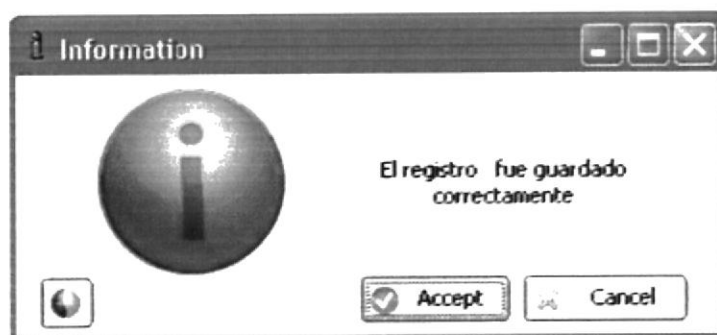 Information
El registro fue guardado
correctamente
Accept
Cancel